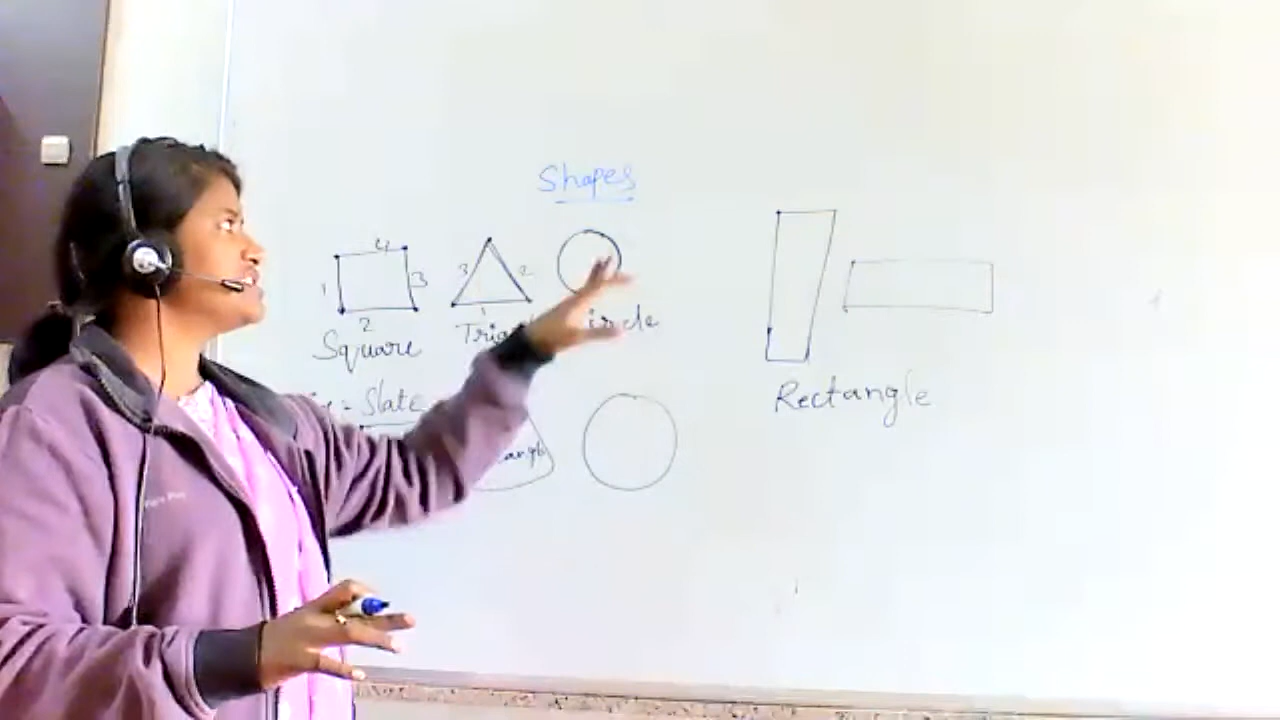 Shapes
4
1 3
2
Square
3 2
1
Rectangle
= Slate